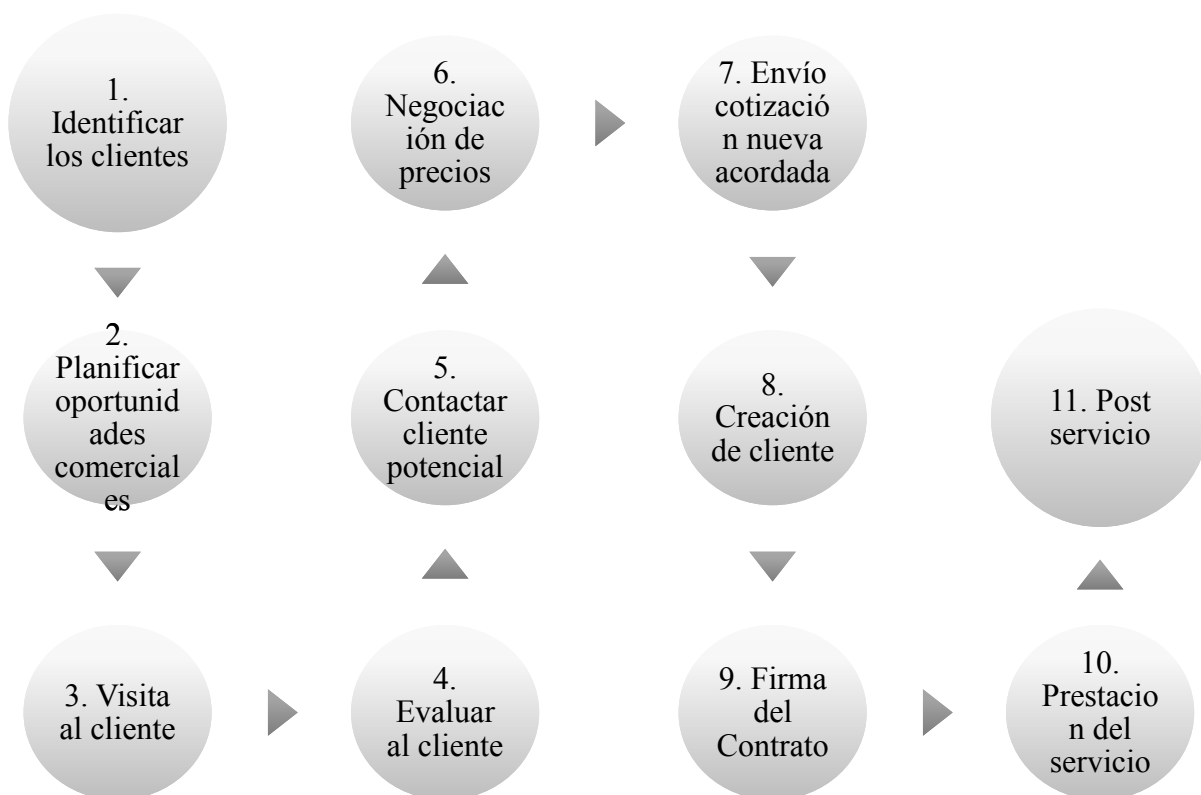 1.
Identificar
los clientes
2.
Planificar
oportunid
ades
comercial
es
3. Visita
al cliente
4.
Evaluar
al cliente
5.
Contactar
cliente
potencial
6.
Negociac
ión de
precios
7. Envío
cotizació
n nueva
acordada
8.
Creación
de cliente
9. Firma
del
Contrato
10.
Prestacio
n del
servicio
11. Post
servicio